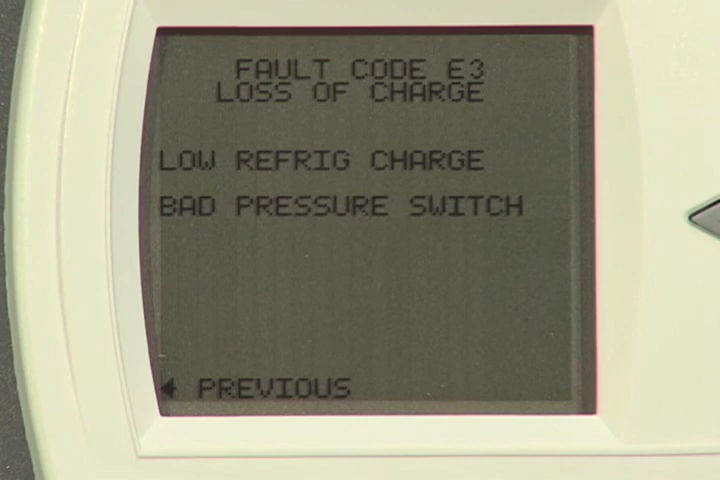 FAULT CODE E3
LOSS OF CHARGE
LOW REFRIG CHARGE
BAD PRESSURE SWITCH
◀ PREVIOUS